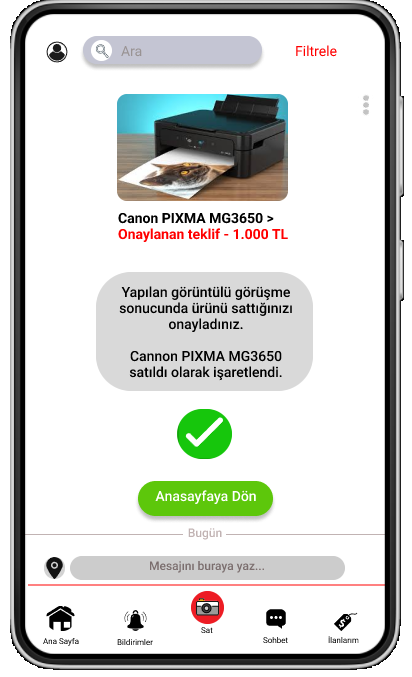 Ara
Filtrele
Canon PIXMA MG3650 >
Onaylanan teklif - 1.000 TL
Yapılan görüntülü görüşme
sonucunda ürünü sattığınızı
onayladınız.
Cannon PIXMA MG3650
satıldı olarak işaretlendi.
Anasayfaya Dön
Bugün
Mesajını buraya yaz...
Ana Sayfa
Bildirimler
Sat
Sohbet
İlanlarım